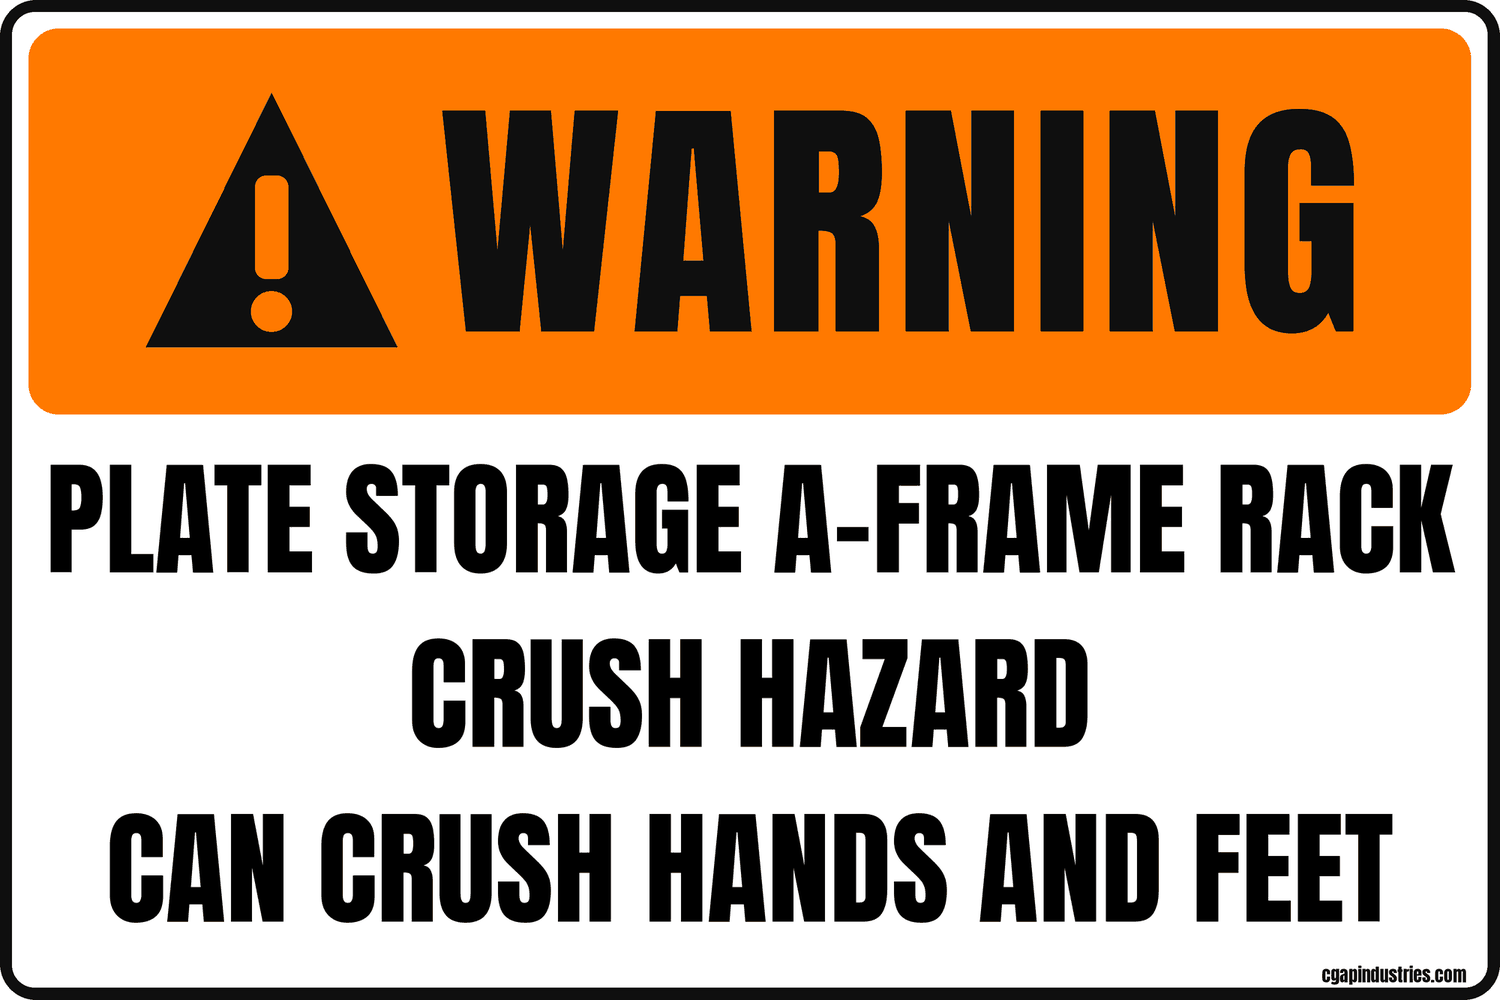 WARNING
PLATE STORAGE A-FRAME RACK
CRUSH HAZARD
CAN CRUSH HANDS AND FEET
cgapindustries.com